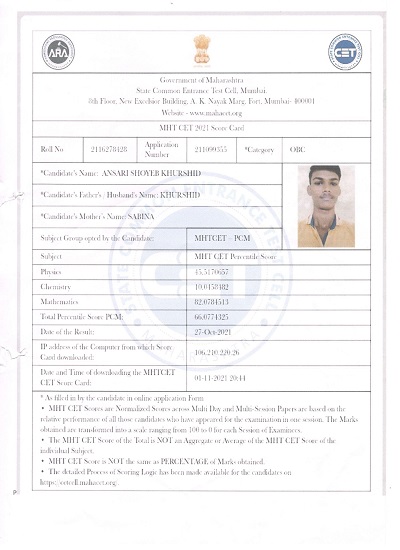 ARA
CET
Government of Maharashtra
State Common Entrance Test Cell, Mumbai.
8th Floor, New Excelsior Building, A. K. Nayak Marg, Fort, Mumbai- 400001
Website - www.mahacet.org
MHT CET 2021 Score Card
Roll No 2116278428 Application Number 211090355 *Category OBC
*Candidate's Name: ANSARI SHOYEB KHURSHID
*Candidate's Father's / Husband's Name: KHURSHID
*Candidate's Mother's Name: SABINA
Subject Group opted by the Candidate: MHTCET – PCM
Subject MHT CET Percentile Score
Physics 45.5170657
Chemistry 10.0158482
Mathematics 82.0784513
Total Percentile Score PCM: 66.0774325
Date of the Result: 27-Oct-2021
IP address of the Computer from which Score
Card downloaded: 106.210.220.26
Date and Time of downloading the MHTCET
CET Score Card: 01-11-2021 20:44
* As filled in by the candidate in online application Form
• MHT CET Scores are Normalized Scores across Multi Day and Multi-Session Papers are based on the
relative performance of all those candidates who have appeared for the examination in one session. The Marks
obtained are transformed into a scale ranging from 100 to 0 for each Session of Examinees.
• The MHT CET Score of the Total is NOT an Aggregate or Average of the MHT CET Score of the
individual Subject.
• MHT CET Score is NOT the same as PERCENTAGE of Marks obtained.
• The detailed Process of Scoring Logic has been made available for the candidates on
https://cetcell.mahacet.org